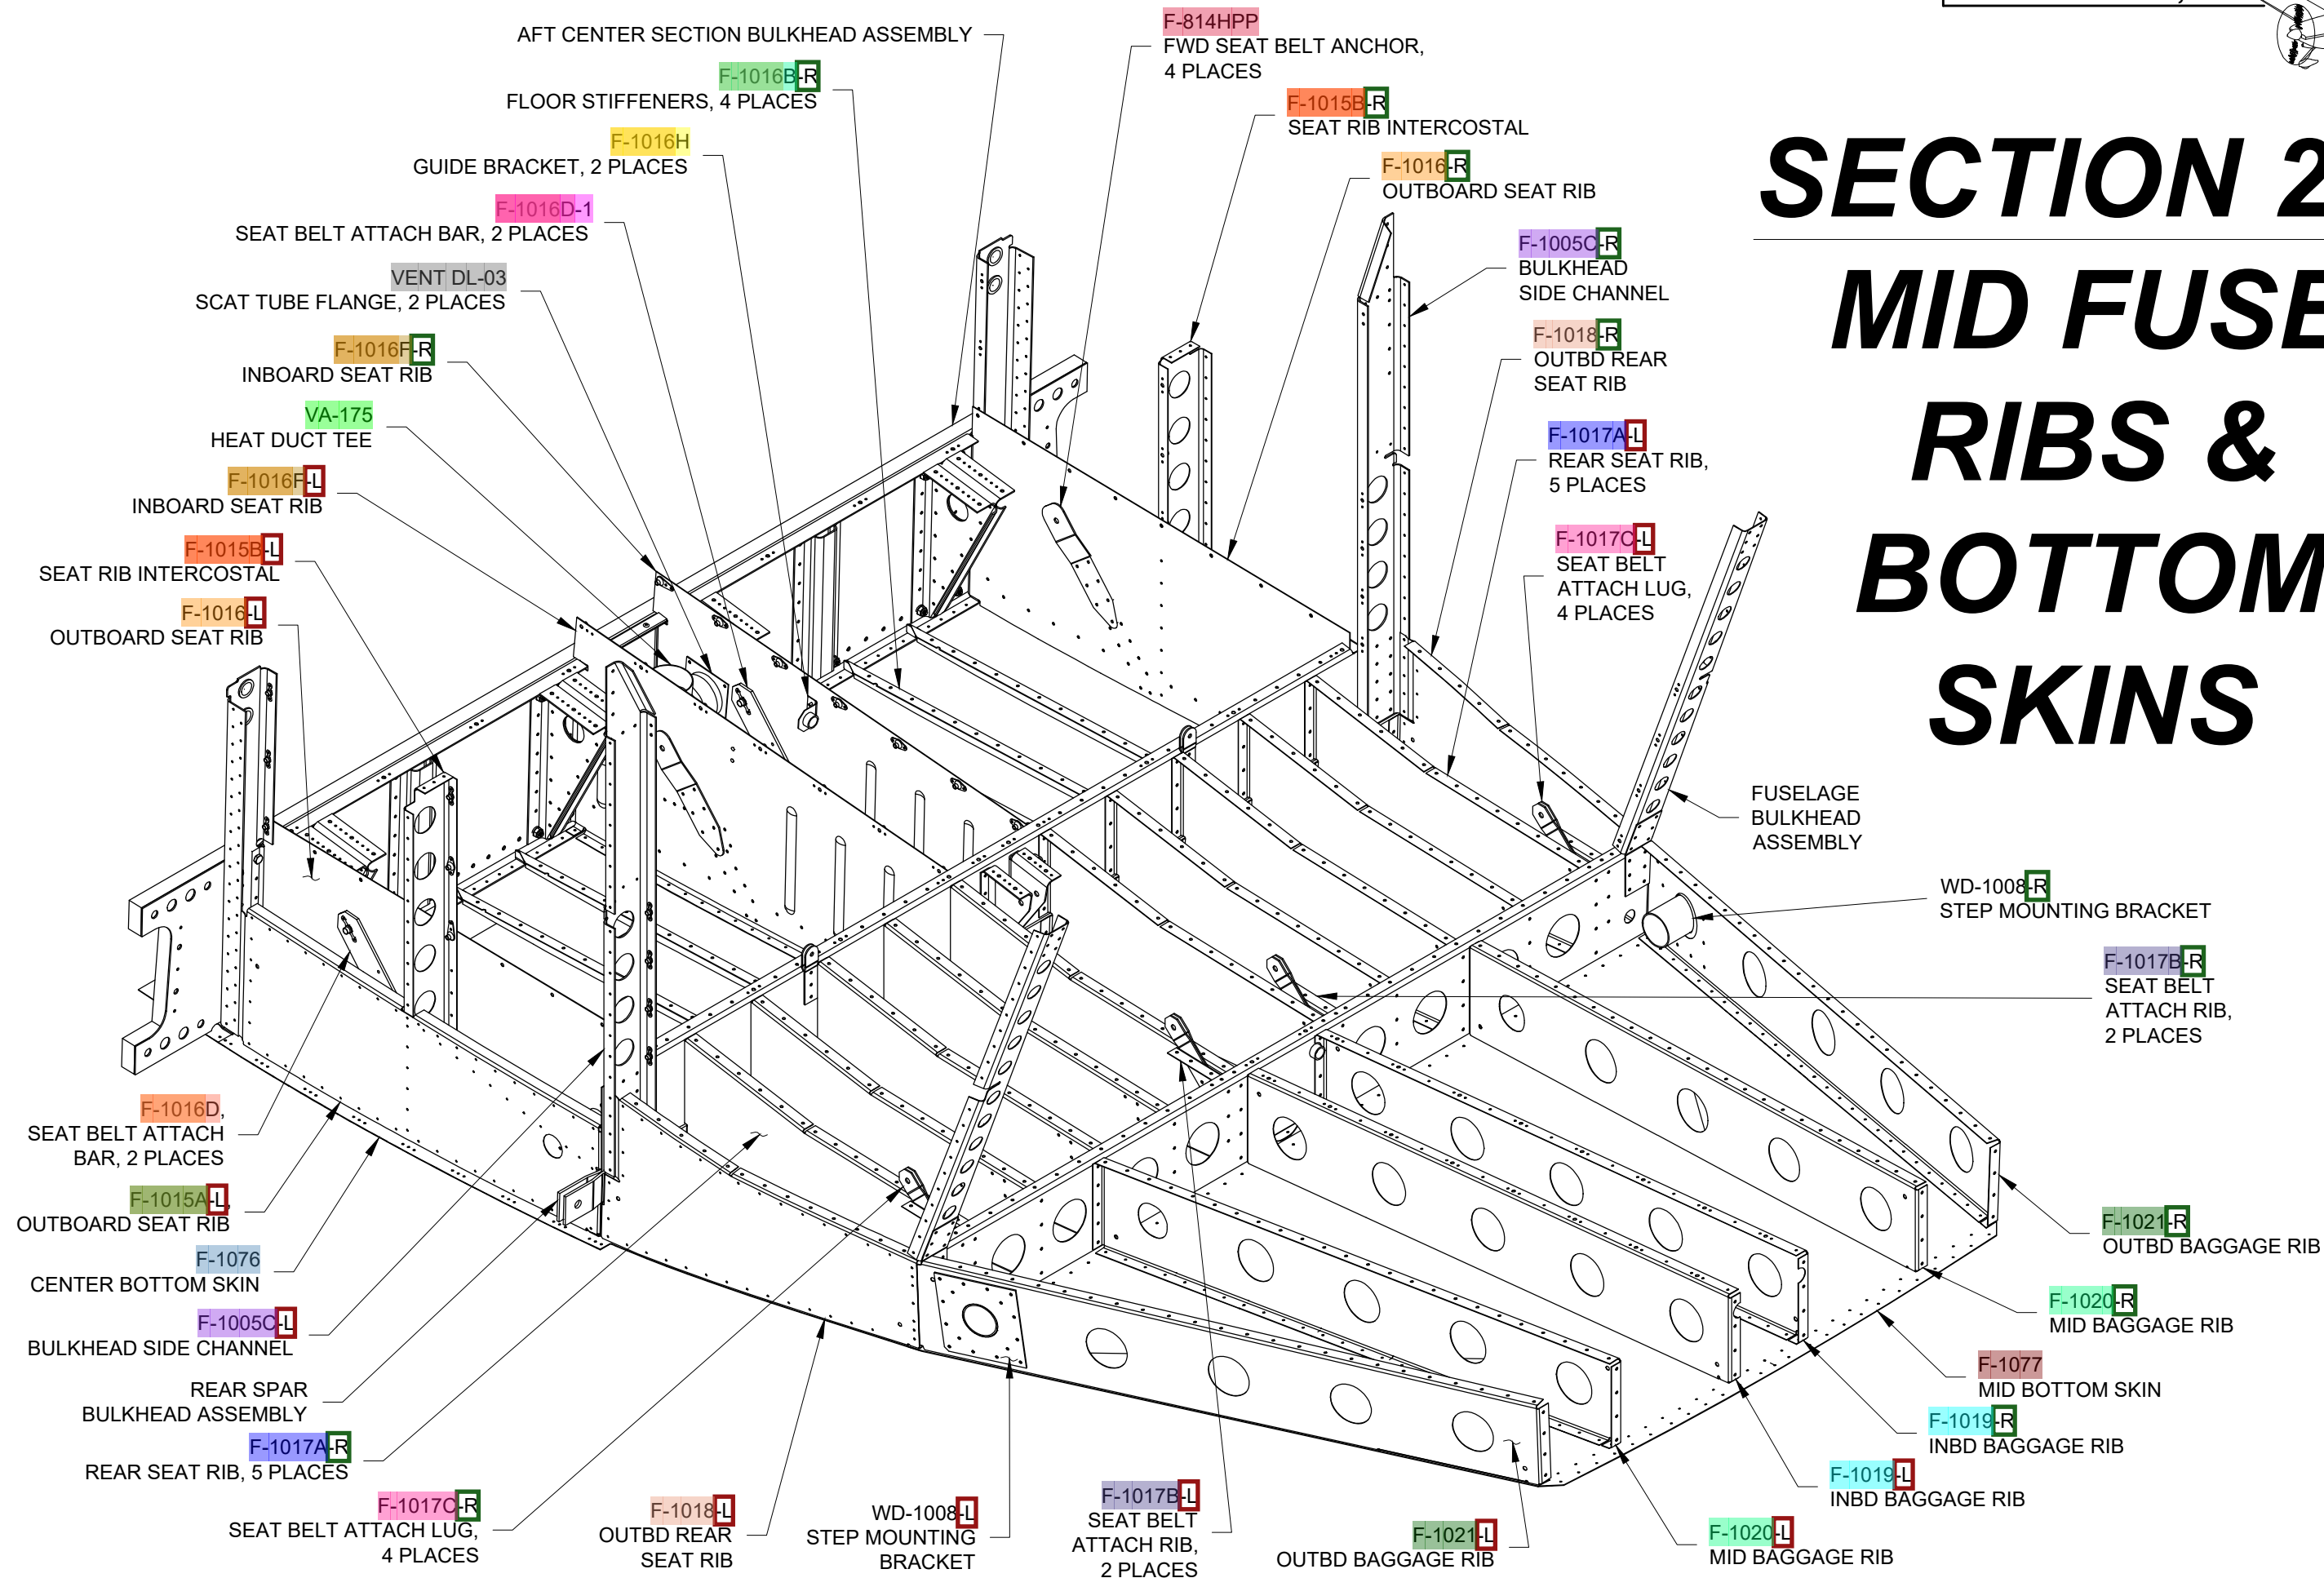 AFT CENTER SECTION BULKHEAD ASSEMBLY
F-1016B-R
FLOOR STIFFENERS, 4 PLACES
F-1016H
GUIDE BRACKET, 2 PLACES
F-1016D-1
SEAT BELT ATTACH BAR, 2 PLACES
VENT DL-03
SCAT TUBE FLANGE, 2 PLACES
F-1016F-R
INBOARD SEAT RIB
VA-175
HEAT DUCT TEE
F-1016F-L
INBOARD SEAT RIB
F-1015B-L
SEAT RIB INTERCOSTAL
F-1016-L
OUTBOARD SEAT RIB
F-814HPP
FWD SEAT BELT ANCHOR,
4 PLACES
F-1015B-R
SEAT RIB INTERCOSTAL
F-1016-R
OUTBOARD SEAT RIB
F-1005C-R
BULKHEAD
SIDE CHANNEL
F-1018-R
OUTBD REAR
SEAT RIB
F-1017A-L
REAR SEAT RIB,
5 PLACES
F-1017C-L
SEAT BELT
ATTACH LUG,
4 PLACES
SECTION 2
MID FUSE
RIBS &
BOTTOM
SKINS
FUSELAGE
BULKHEAD
ASSEMBLY
WD-1008-R
STEP MOUNTING BRACKET
F-1017B-R
SEAT BELT
ATTACH RIB,
2 PLACES
F-1016D,
SEAT BELT ATTACH
BAR, 2 PLACES
F-1015A-L,
OUTBOARD SEAT RIB
F-1076
CENTER BOTTOM SKIN
F-1005C-L
BULKHEAD SIDE CHANNEL
REAR SPAR
BULKHEAD ASSEMBLY
F-1017A-R
REAR SEAT RIB, 5 PLACES
F-1017C-R
SEAT BELT ATTACH LUG,
4 PLACES
F-1018-L
OUTBD REAR
SEAT RIB
WD-1008-L
STEP MOUNTING
BRACKET
F-1017B-L
SEAT BELT
ATTACH RIB,
2 PLACES
F-1021-L
OUTBD BAGGAGE RIB
F-1020-L
MID BAGGAGE RIB
F-1019-L
INBD BAGGAGE RIB
F-1019-R
INBD BAGGAGE RIB
F-1077
MID BOTTOM SKIN
F-1020-R
MID BAGGAGE RIB
F-1021-R
OUTBD BAGGAGE RIB